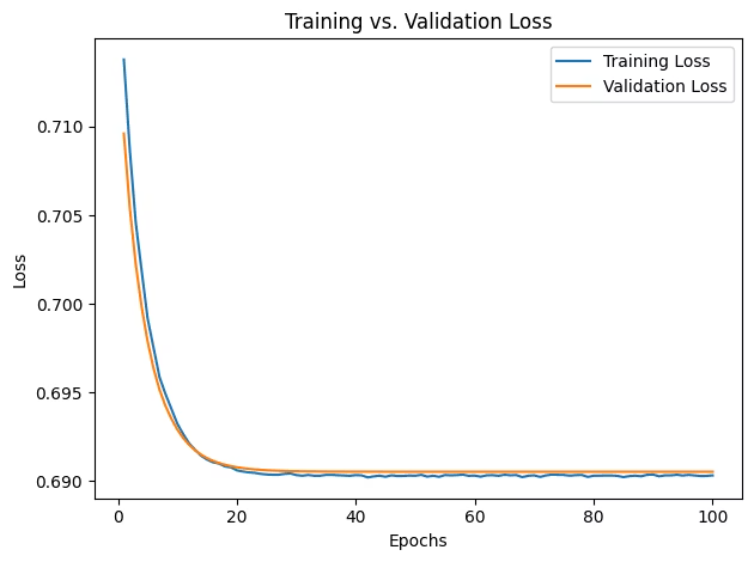 Training vs. Validation Loss
Training Loss
Validation Loss
0.710
0.705
0.700
0.695
0.690
Loss
0
20
40
60
80
100
Epochs